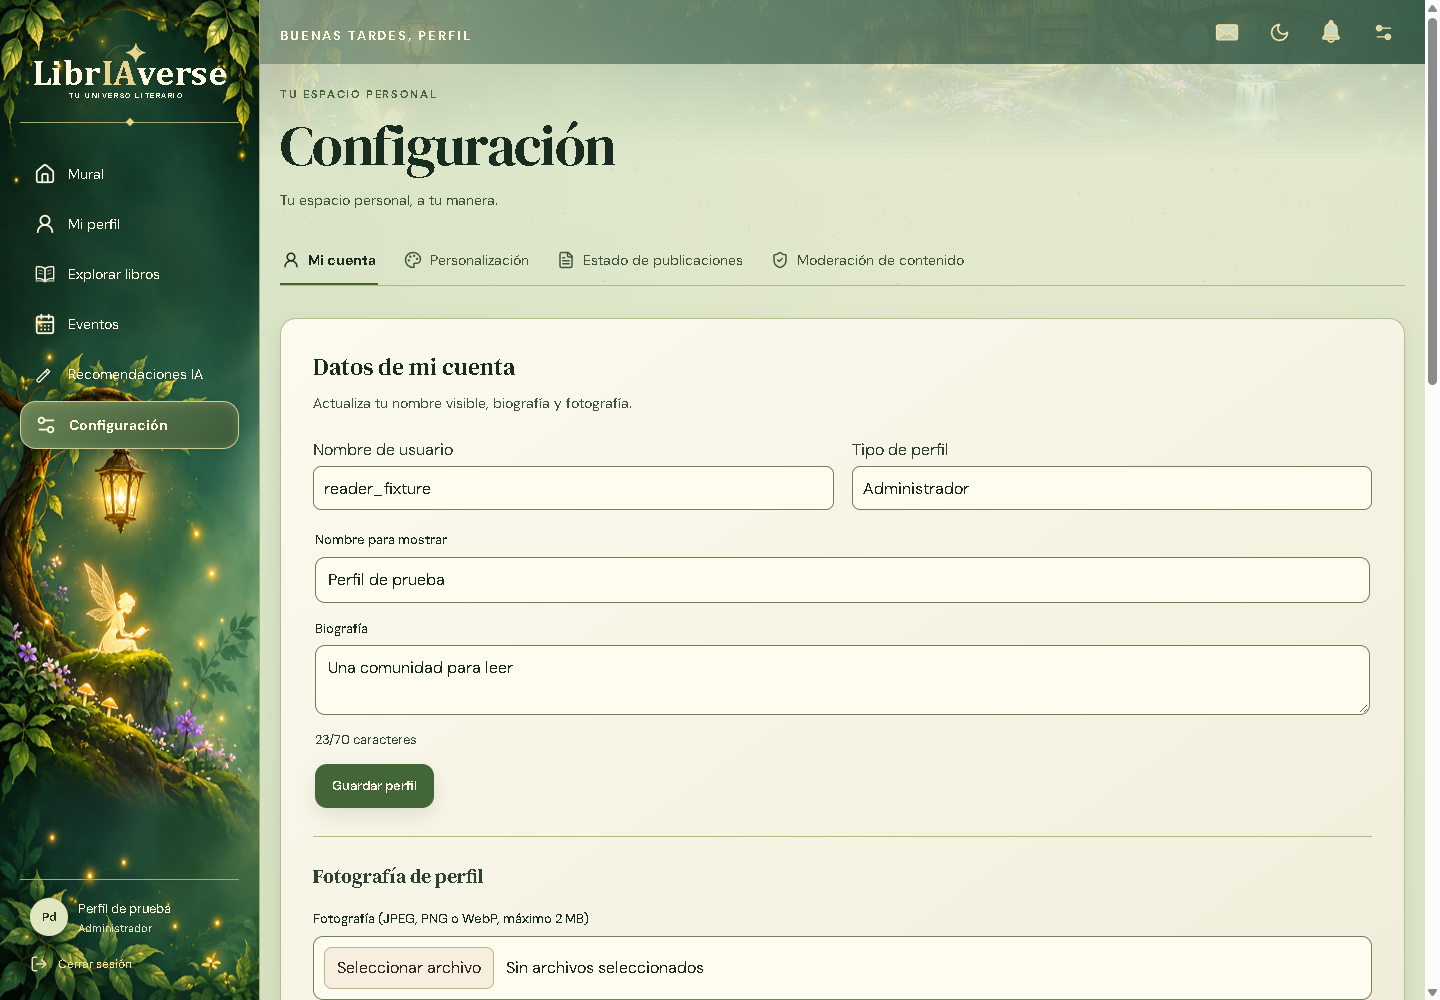 LibrIAverse
TU UNIVERSO LITERARIO
Mural
Mi perfil
Explorar libros
Eventos
Recomendaciones IA
Configuración
Pd
Perfil de prueba
Administrador
Cerrar sesión
BUENAS TARDES, PERFIL
TU ESPACIO PERSONAL
Configuración
Tu espacio personal, a tu manera.
Mi cuenta
Personalización
Estado de publicaciones
Moderación de contenido
Datos de mi cuenta
Actualiza tu nombre visible, biografía y fotografía.
Nombre de usuario
reader_fixture
Tipo de perfil
Administrador
Nombre para mostrar
Perfil de prueba
Biografía
Una comunidad para leer
23/70 caracteres
Guardar perfil
Fotografía de perfil
Fotografía (JPEG, PNG o WebP, máximo 2 MB)
Seleccionar archivo
Sin archivos seleccionados